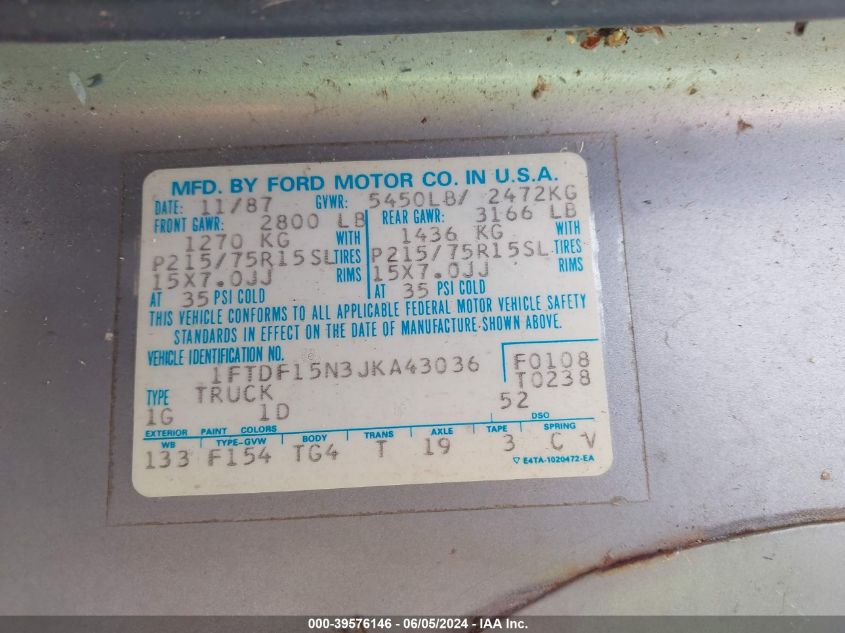 MFD. BY FORD MOTOR CO. IN U.S.A.
DATE: 11/87 GVWR: 5450LB/ 2472KG
FRONT GAWR: 2800 LB REAR GAWR: 3166 LB
1270 KG WITH 1436 KG WITH
P215/75R15SL TIRES P215/75R15SL TIRES
15X7.0JJ RIMS 15X7.0JJ RIMS
AT 35 PSI COLD AT 35 PSI COLD
THIS VEHICLE CONFORMS TO ALL APPLICABLE FEDERAL MOTOR VEHICLE SAFETY
STANDARDS IN EFFECT ON THE DATE OF MANUFACTURE SHOWN ABOVE.
VEHICLE IDENTIFICATION NO.
1FTDF15N3JKA43036 F0108
TYPE TRUCK T0238
1G 1D 52
EXTERIOR PAINT COLORS DSO
WB TYPE-GVW BODY TRANS AXLE TAPE SPRING
133 F154 TG4 T 19 3 C V
E4TA-1020472-EA
000-39576146 - 06/05/2024 - IAA Inc.